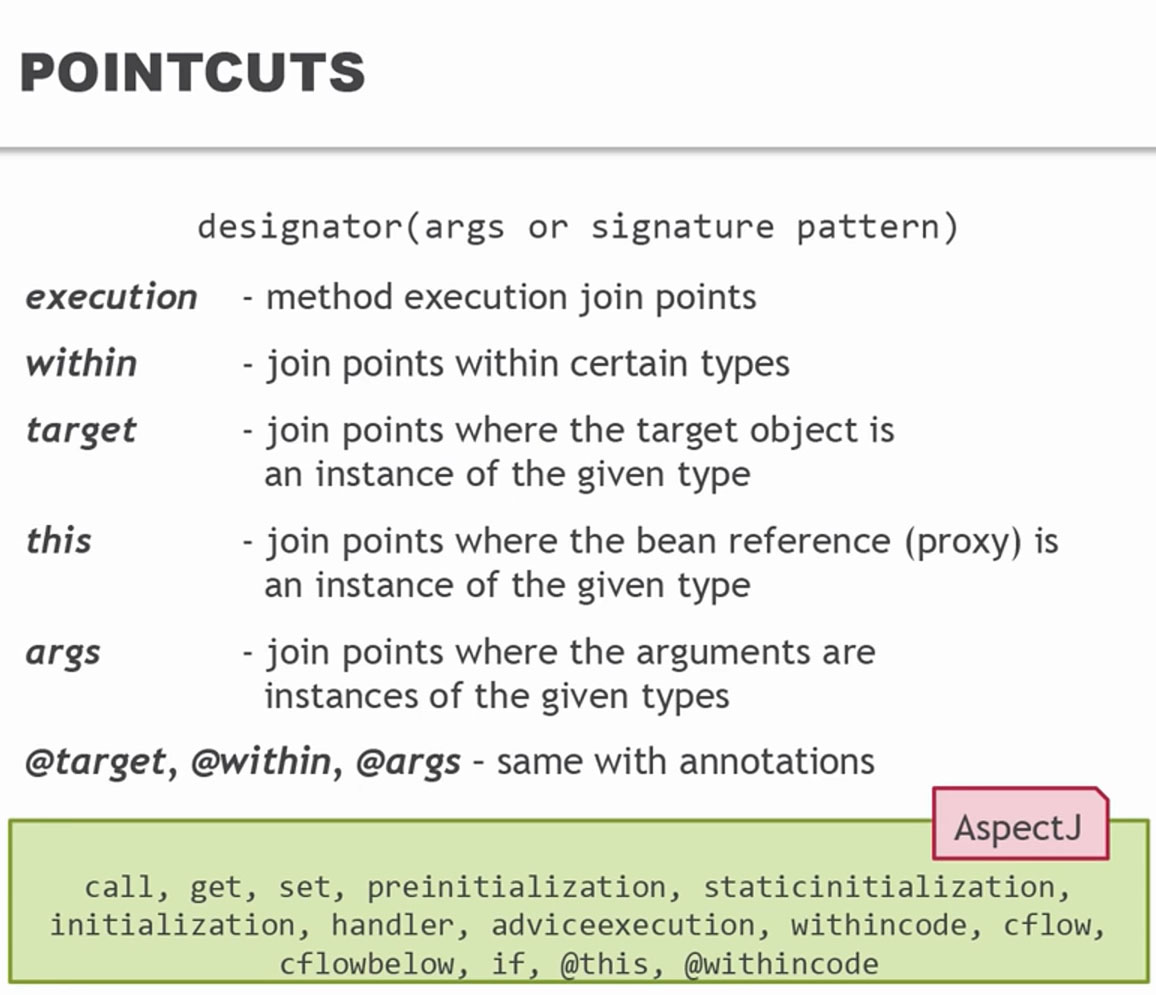 POINTCUTS
designator(args or signature pattern)
execution - method execution join points
within - join points within certain types
target - join points where the target object is
an instance of the given type
this - join points where the bean reference (proxy) is
an instance of the given type
args - join points where the arguments are
instances of the given types
@target, @within, @args – same with annotations
AspectJ
call, get, set, preinitialization, staticinitialization,
initialization, handler, adviceexecution, withincode, cflow,
cflowbelow, if, @this, @withincode